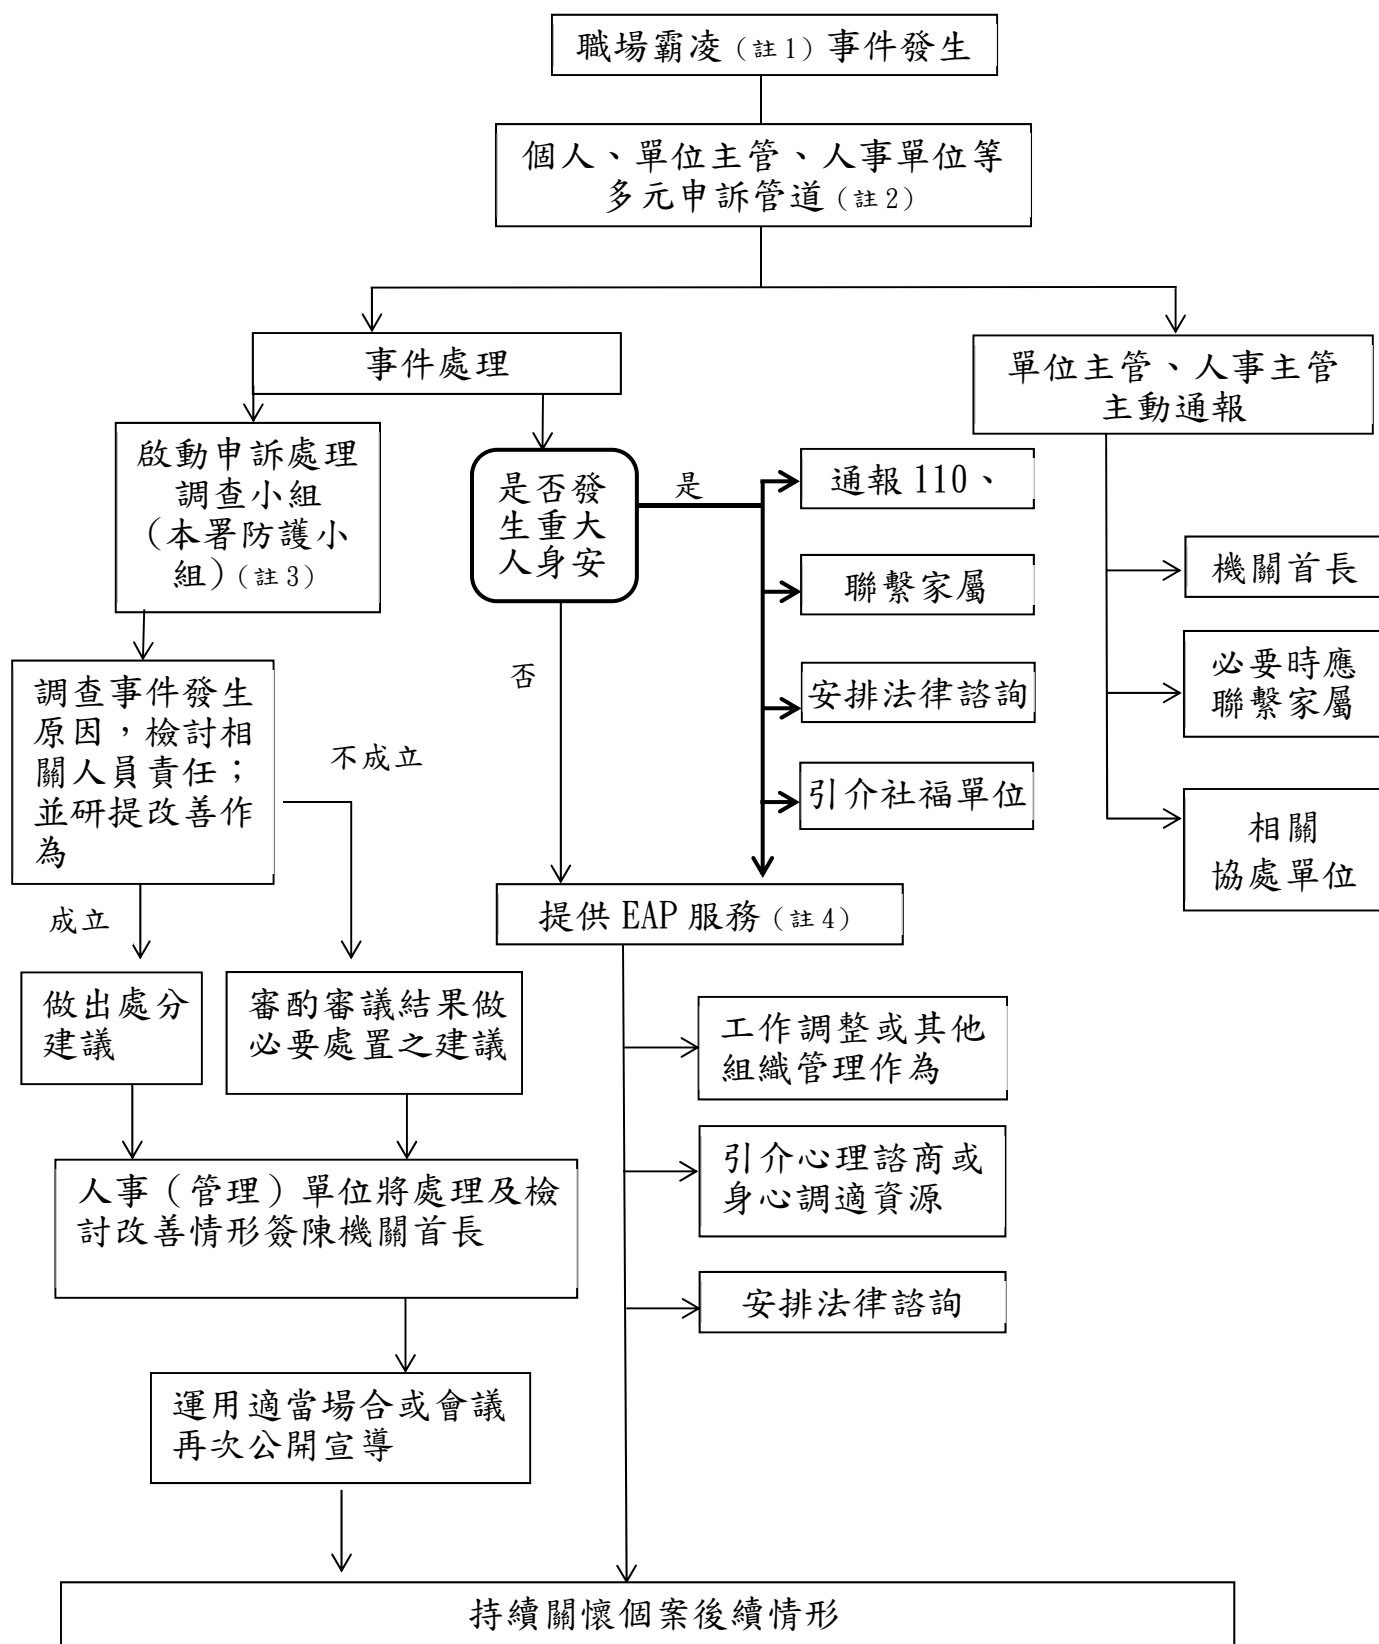 職場霸凌(註1)事件發生
個人、單位主管、人事單位等
多元申訴管道(註2)
事件處理
單位主管、人事主管
主動通報
啟動申訴處理
調查小組
(本署防護小
組)(註3)
是否發
生重大
人身安
是
通報 110、
聯繫家屬
安排法律諮詢
引介社福單位
機關首長
必要時應
聯繫家屬
相關
協處單位
否
調查事件發生
原因，檢討相
關人員責任；
並研提改善作
為
不成立
成立
提供 EAP 服務(註4)
做出處分
建議
審酌審議結果做
必要處置之建議
工作調整或其他
組織管理作為
引介心理諮商或
身心調適資源
安排法律諮詢
人事（管理）單位將處理及檢
討改善情形簽陳機關首長
運用適當場合或會議
再次公開宣導
持續關懷個案後續情形